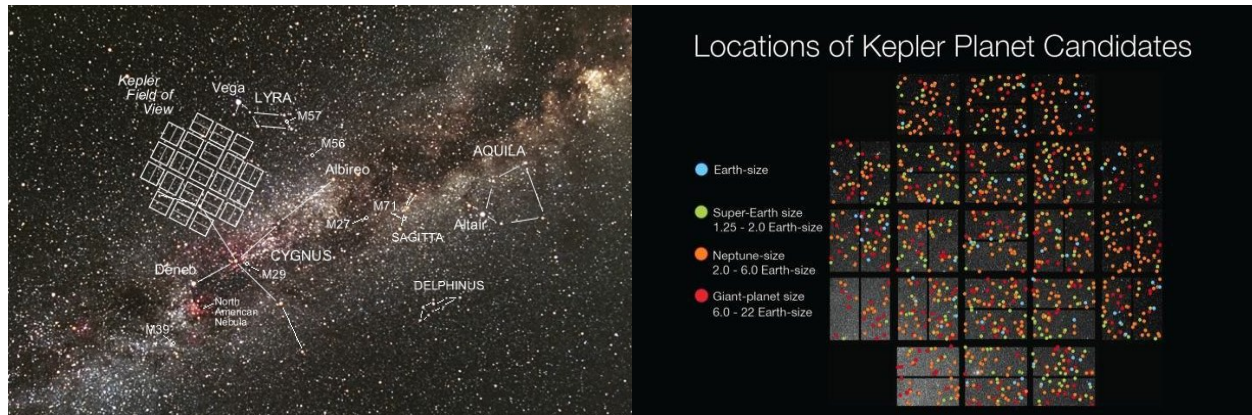 Kepler
Field of
View
Vega
LYRA
M57
M56
Albireo
AQUILA
M71
M27
SAGITTA
Altair
CYGNUS
M29
Deneb
North
American
Nebula
DELPHINUS
M39
Locations of Kepler Planet Candidates
Earth-size
Super-Earth size
1.25 - 2.0 Earth-size
Neptune-size
2.0 - 6.0 Earth-size
Giant-planet size
6.0 - 22 Earth-size